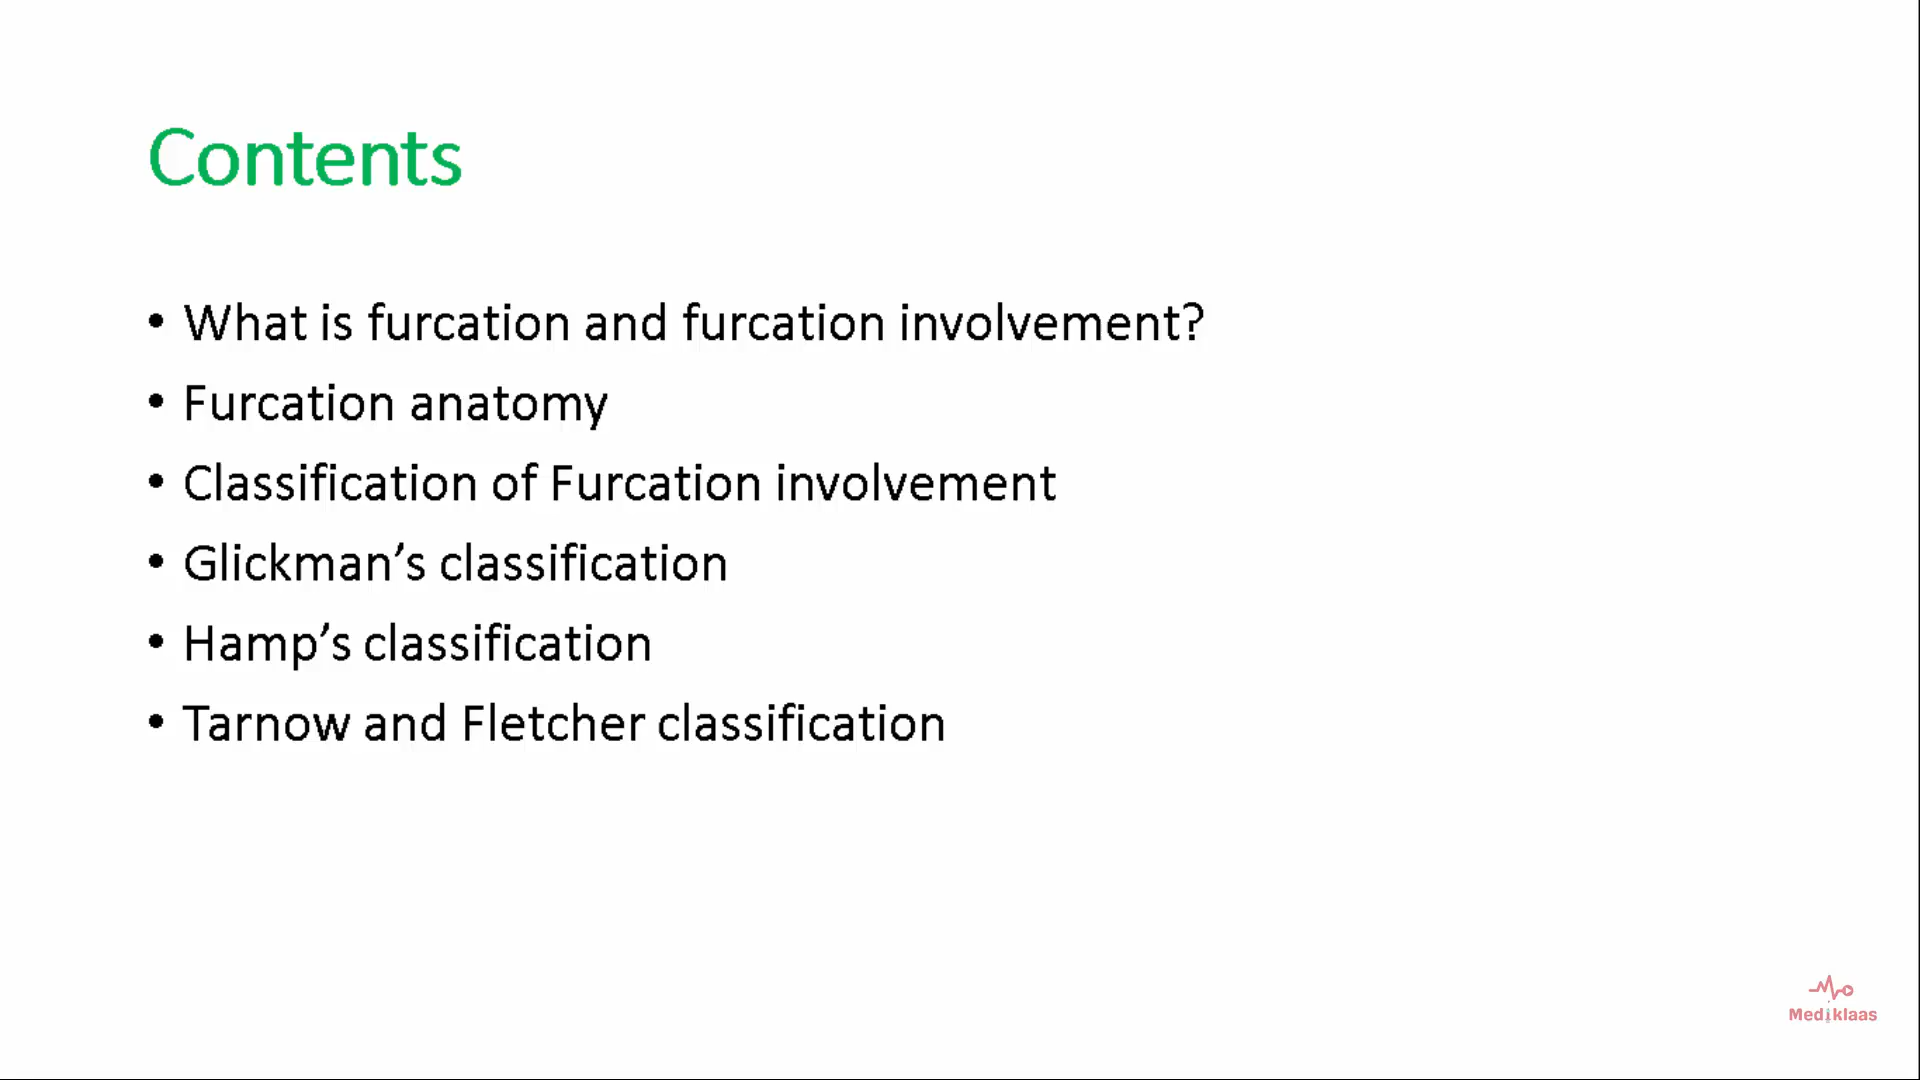 Contents
• What is furcation and furcation involvement?
• Furcation anatomy
• Classification of Furcation involvement
• Glickman’s classification
• Hamp’s classification
• Tarnow and Fletcher classification
Mediklaas